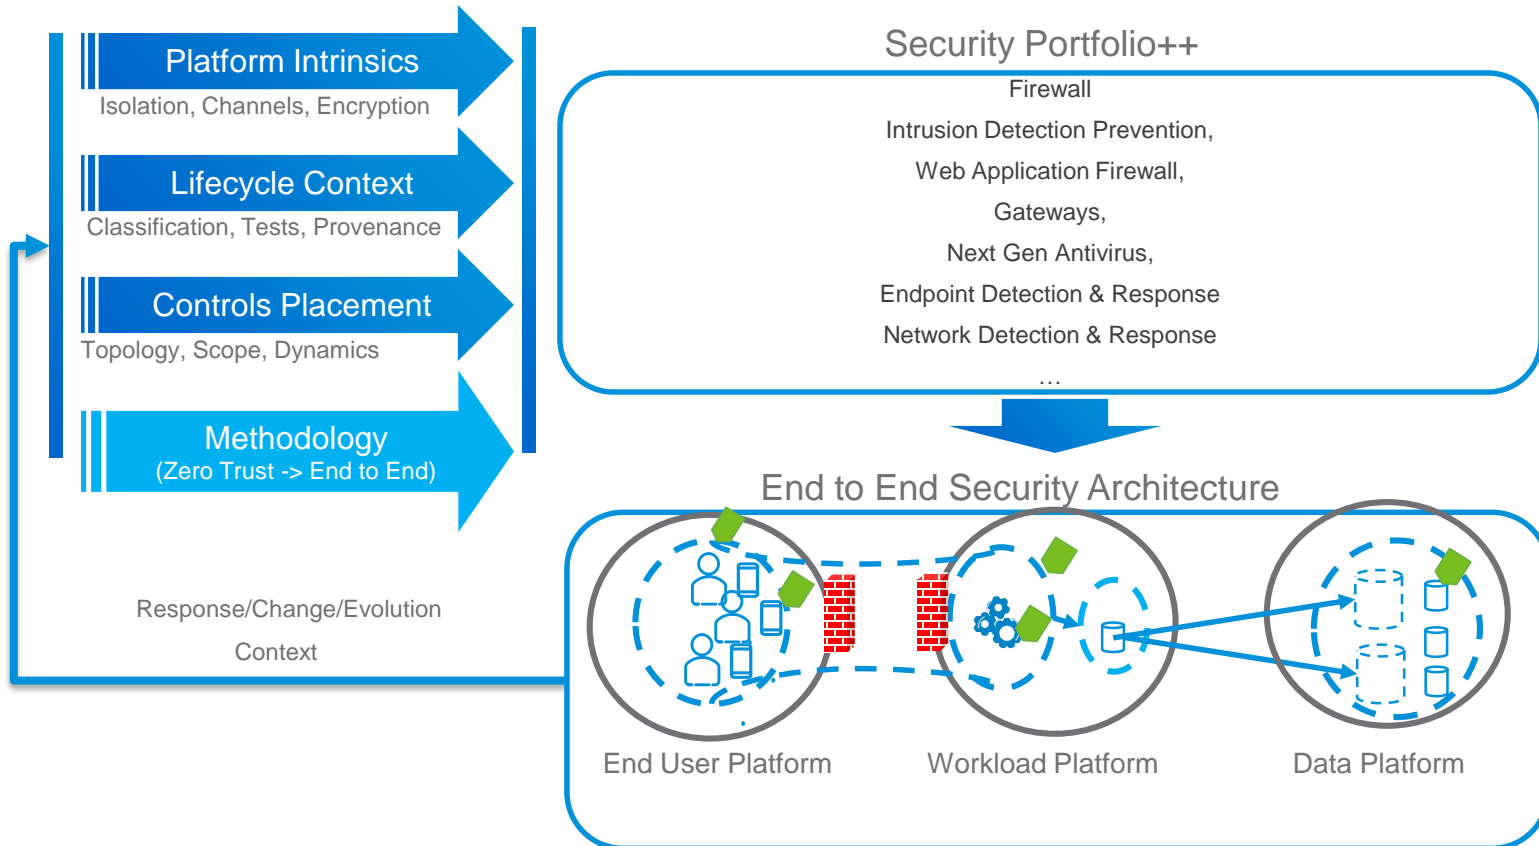 Platform Intrinsics
Isolation, Channels, Encryption
Lifecycle Context
Classification, Tests, Provenance
Controls Placement
Topology, Scope, Dynamics
Methodology
(Zero Trust -> End to End)
Security Portfolio++
Firewall
Intrusion Detection Prevention,
Web Application Firewall,
Gateways,
Next Gen Antivirus,
Endpoint Detection & Response
Network Detection & Response
...
End to End Security Architecture
Response/Change/Evolution
Context
End User Platform
Workload Platform
Data Platform